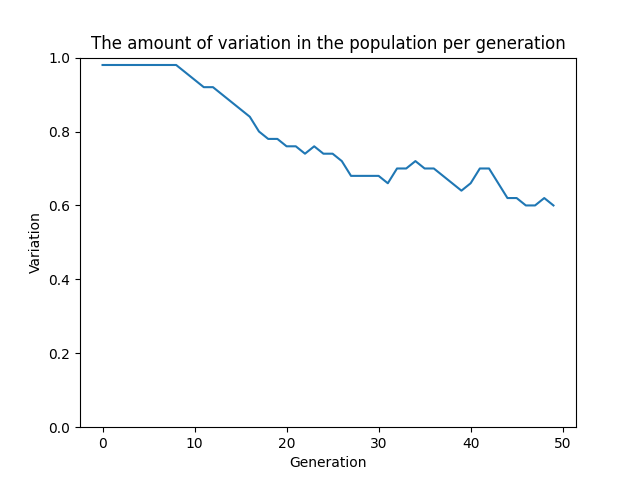 The amount of variation in the population per generation
1.0
0.8
0.6
0.4
0.2
0.0
Variation
0 10 20 30 40 50
Generation